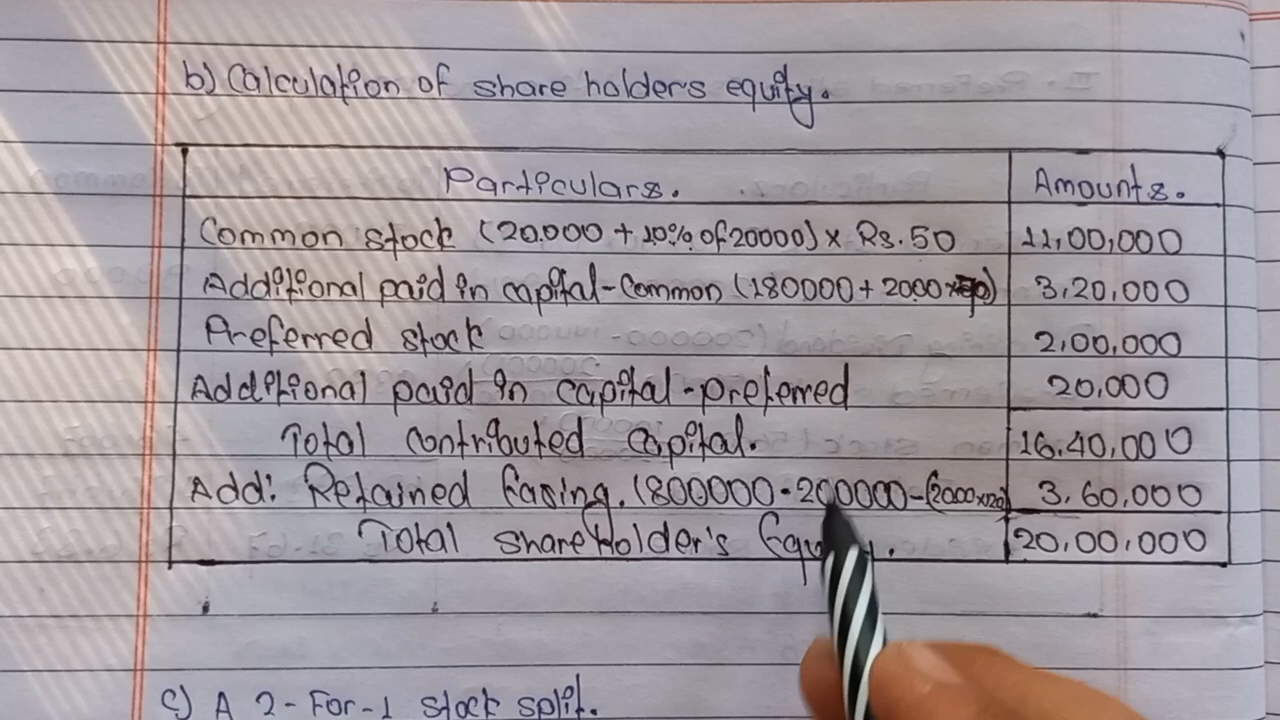 b) Calculation of share holders equity.
Particulars. Amounts.
Common stock (20,000 + 10% of 20000) x Rs. 50 11,00,000
Additional paid in capital-Common (180000 + 2000 x 70) 3,20,000
Preferred stock 2,00,000
Additional paid in capital-preferred 20,000
Total contributed capital. 16,40,000
Add: Retained Easing. (800000-200000-(2000x120) 3,60,000
Total shareholder's Equ 20,00,000
c) A 2-For-1 stock split.